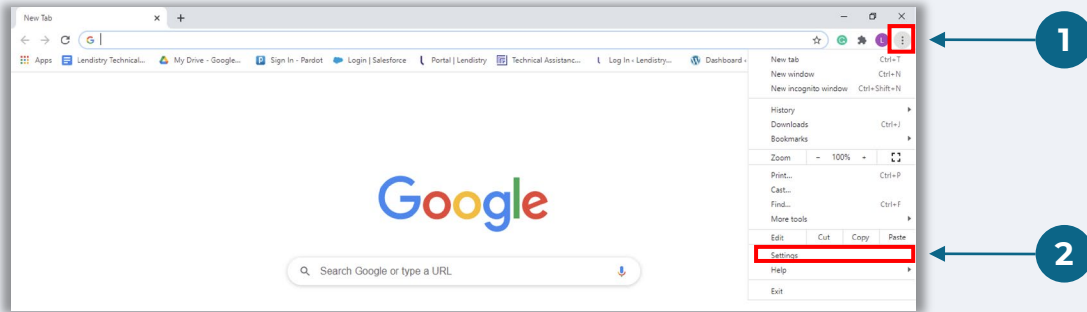 New Tab
1
Apps Lendistry Technical... My Drive - Google... Sign In - Pardot Login | Salesforce Portal | Lendistry Technical Assistanc... Log In ‹ Lendistry... Dashboard ‹
New tab Ctrl+T
New window Ctrl+N
New incognito window Ctrl+Shift+N
History
Downloads Ctrl+J
Bookmarks
Zoom - 100% +
Print... Ctrl+P
Cast...
Find... Ctrl+F
More tools
Edit Cut Copy Paste
Settings
2
Help
Exit
Google
Search Google or type a URL